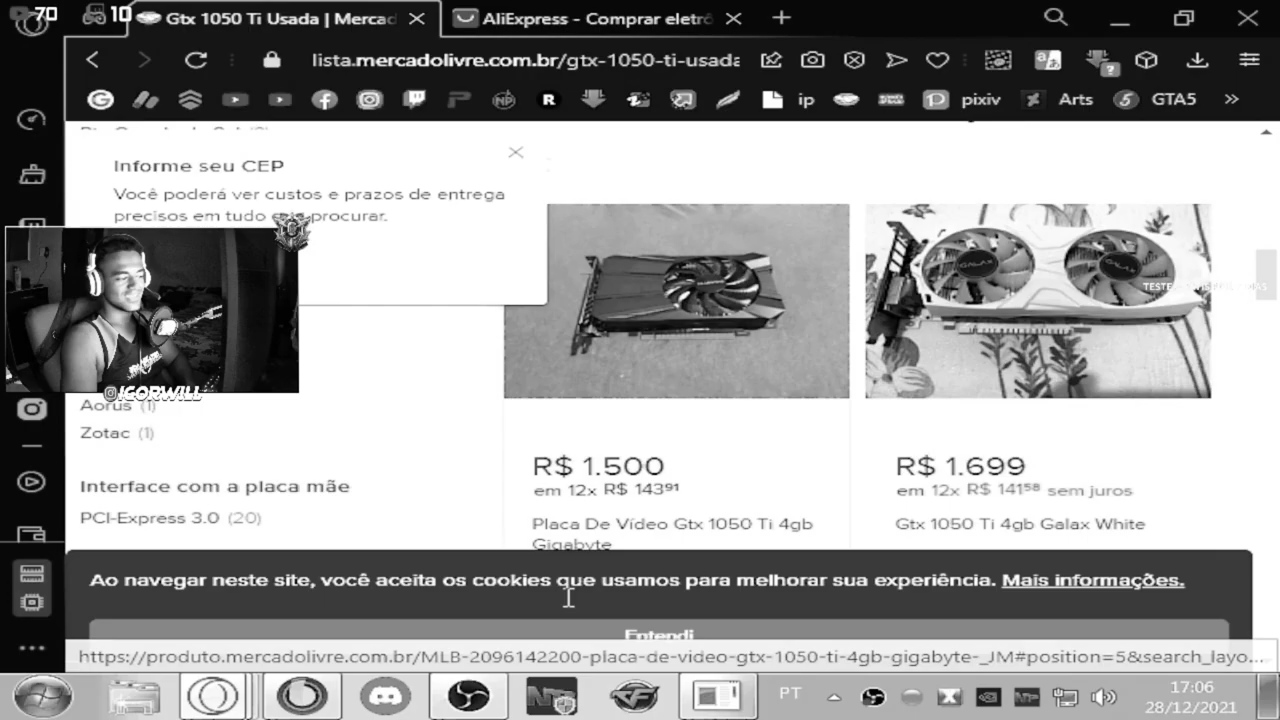 70
10
Gtx 1050 Ti Usada | Mercad
AliExpress - Comprar eletrô
lista.mercadolivre.com.br/gtx-1050-ti-usada
ip
pixiv
Arts
GTA5
Informe seu CEP
Você poderá ver custos e prazos de entrega
precisos em tudo procurar.
GALAX
GALAX
@IGORWILL
Aorus (1)
Zotac (1)
Interface com a placa mãe
PCI-Express 3.0 (20)
R$ 1.500
em 12x R$ 143⁹¹
Placa De Vídeo Gtx 1050 Ti 4gb
Gigabyte
R$ 1.699
em 12x R$ 141⁵⁸ sem juros
Gtx 1050 Ti 4gb Galax White
Ao navegar neste site, você aceita os cookies que usamos para melhorar sua experiência. Mais informações.
Entendi
https://produto.mercadolivre.com.br/MLB-2096142200-placa-de-video-gtx-1050-ti-4gb-gigabyte-_JM#position=5&search_layo...
PT
17:06
28/12/2021